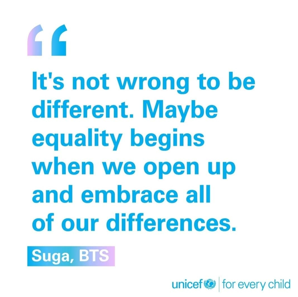 “
It's not wrong to be
different. Maybe
equality begins
when we open up
and embrace all
of our differences.
Suga, BTS
unicef | for every child